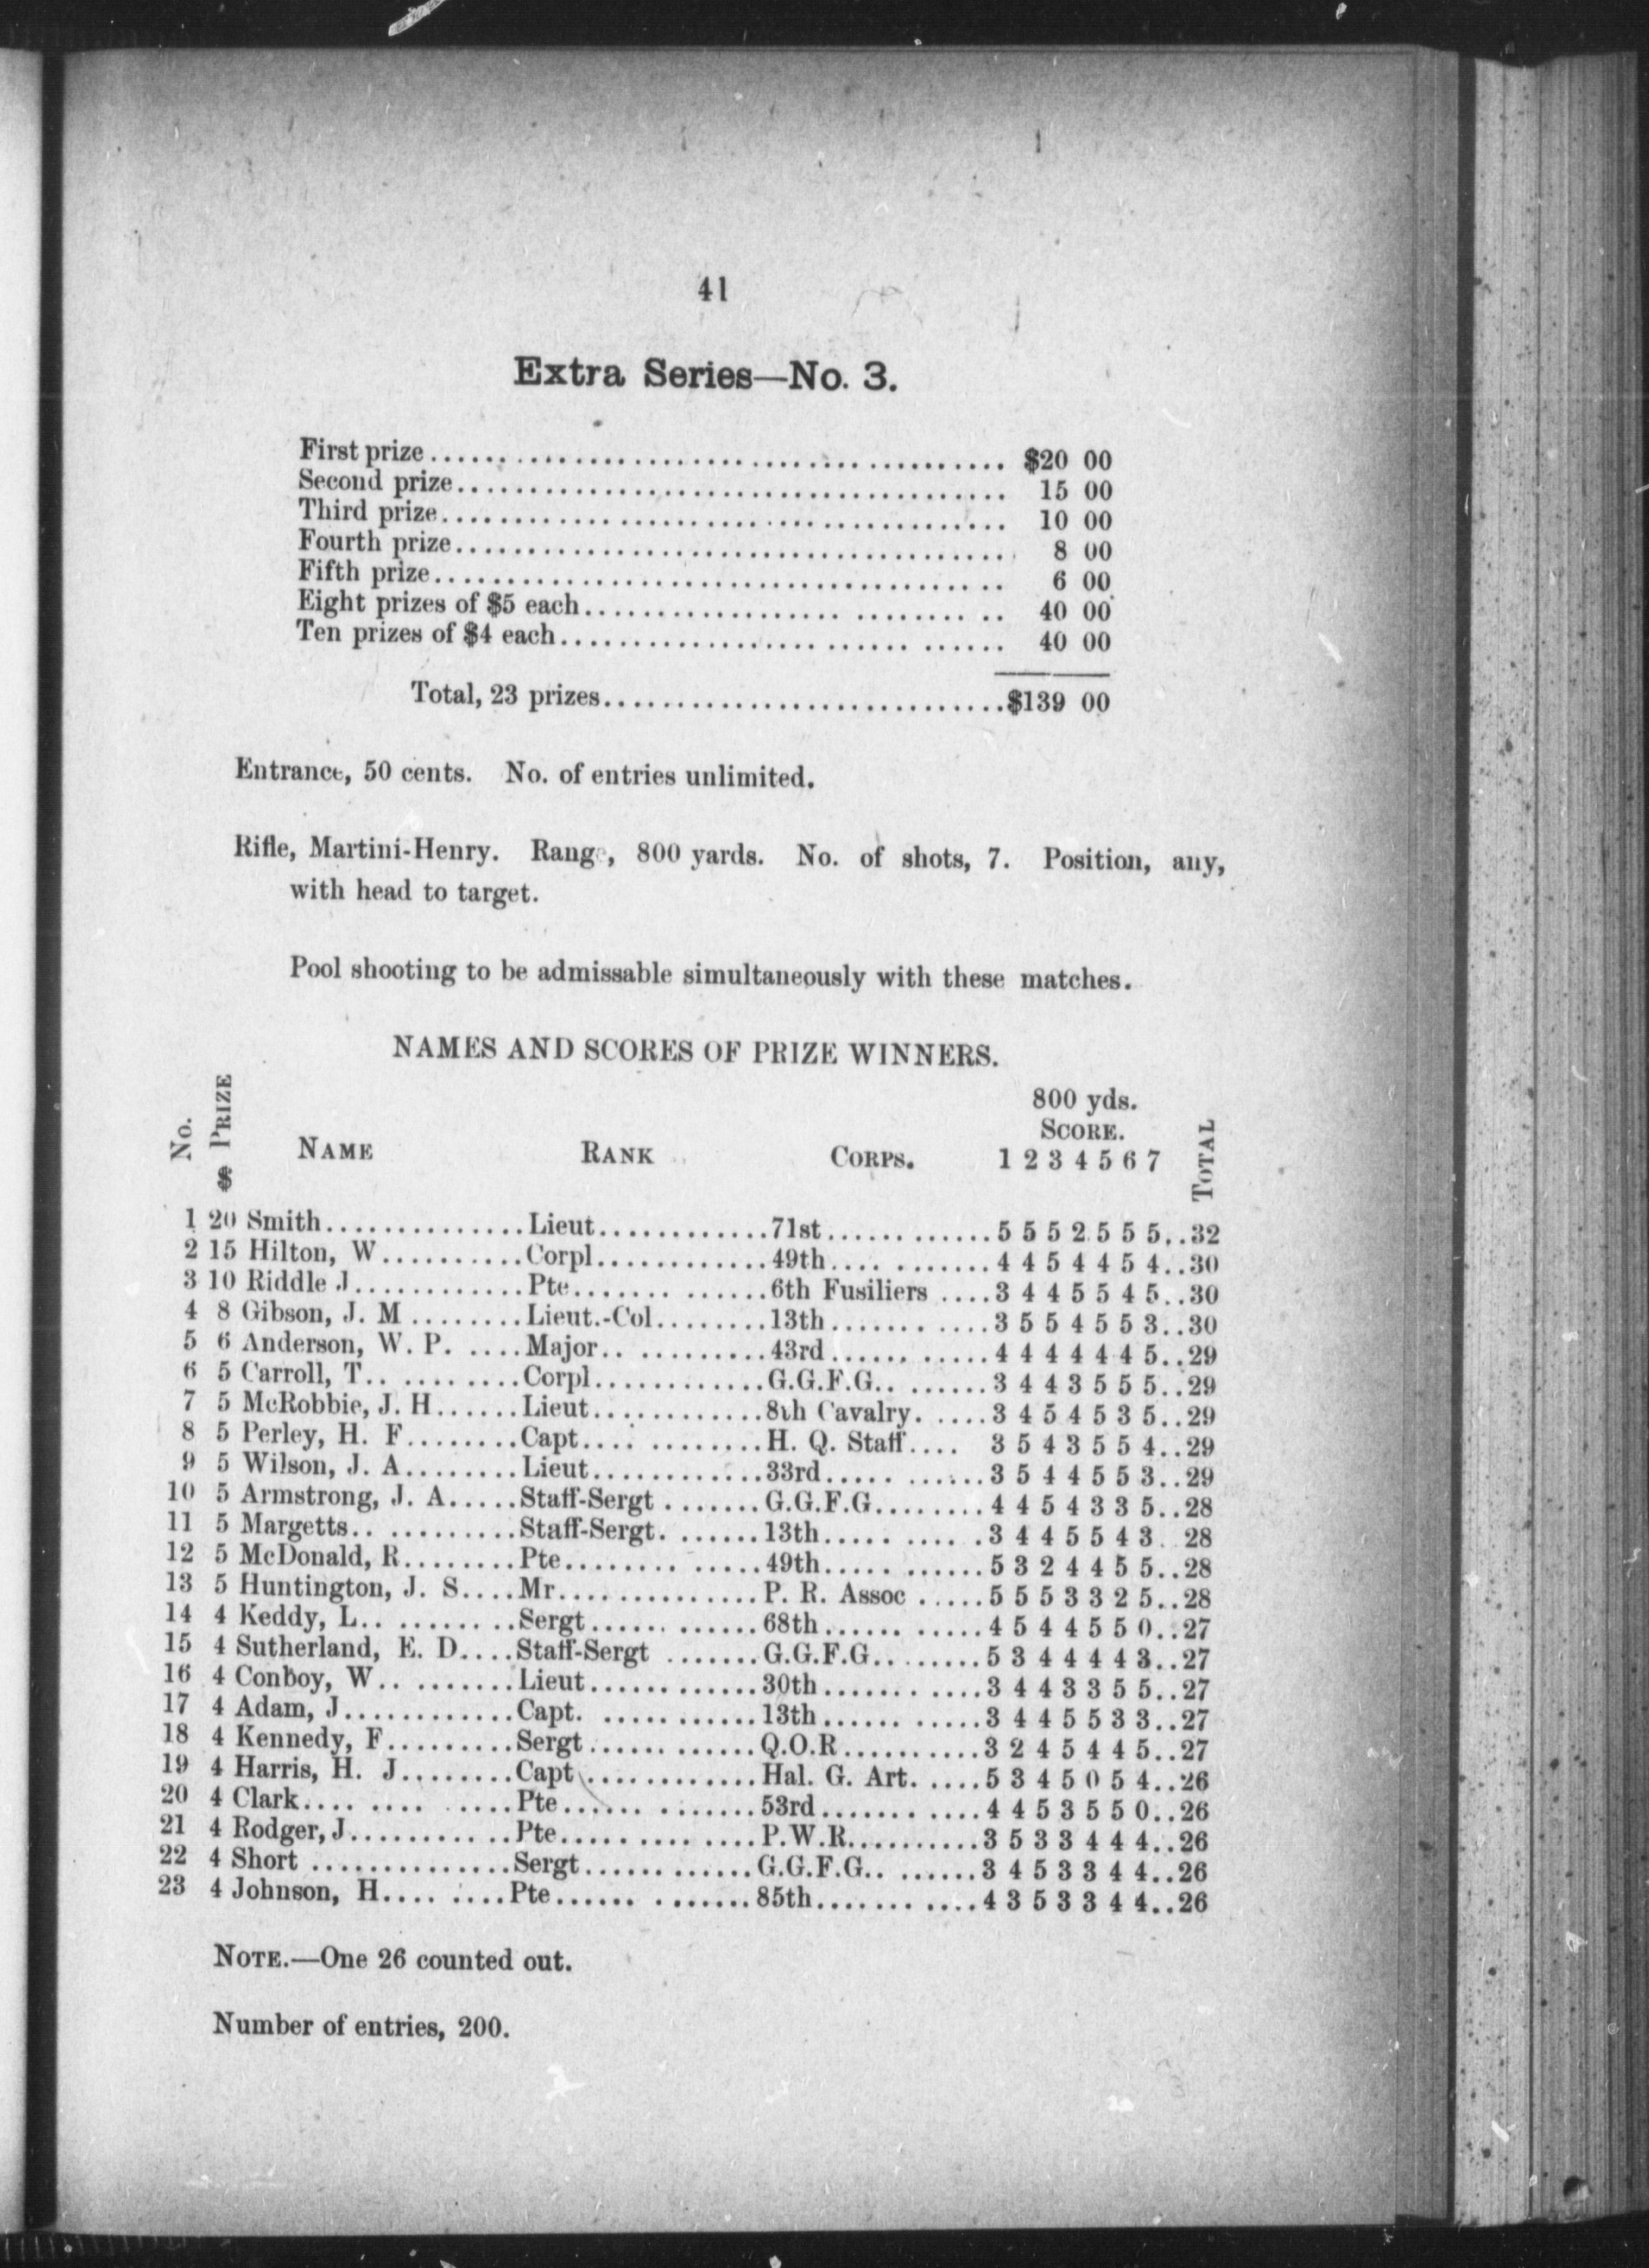 41
Extra Series—No. 3.
First prize........................................ $20 00
Second prize...................................... 15 00
Third prize....................................... 10 00
Fourth prize...................................... 8 00
Fifth prize....................................... 6 00
Eight prizes of $5 each........................... 40 00
Ten prizes of $4 each............................. 40 00
Total, 23 prizes............................$139 00
Entrance, 50 cents. No. of entries unlimited.
Rifle, Martini-Henry. Range, 800 yards. No. of shots, 7. Position, any,
with head to target.
Pool shooting to be admissable simultaneously with these matches.
NAMES AND SCORES OF PRIZE WINNERS.
800 yds.
No. $ PRIZE NAME RANK CORPS. SCORE. 1 2 3 4 5 6 7 TOTAL
1 20 Smith..............Lieut............71st............5 5 5 2 5 5 5..32
2 15 Hilton, W..........Corpl............49th............4 4 5 4 4 5 4..30
3 10 Riddle J............Pte.............6th Fusiliers ....3 4 4 5 5 4 5..30
4 8 Gibson, J. M ........Lieut.-Col........13th...........3 5 5 4 5 5 3..30
5 6 Anderson, W. P. ....Major............43rd...........4 4 4 4 4 4 5..29
6 5 Carroll, T..........Corpl............G.G.F.G.........3 4 4 3 5 5 5..29
7 5 McRobbie, J. H......Lieut............8th Cavalry. ....3 4 5 4 5 3 5..29
8 5 Perley, H. F........Capt............H. Q. Staff.... 3 5 4 3 5 5 4..29
9 5 Wilson, J. A........Lieut............33rd...........3 5 4 4 5 5 3..29
10 5 Armstrong, J. A.....Staff-Sergt .......G.G.F.G........4 4 5 4 3 3 5..28
11 5 Margetts...........Staff-Sergt. ......13th..........3 4 4 5 5 4 3. 28
12 5 McDonald, R........Pte.............49th...........5 3 2 4 4 5 5..28
13 5 Huntington, J. S....Mr..............P. R. Assoc .....5 5 5 3 3 2 5..28
14 4 Keddy, L..........Sergt............68th...........4 5 4 4 5 5 0..27
15 4 Sutherland, E. D....Staff-Sergt .......G.G.F.G.........5 3 4 4 4 4 3..27
16 4 Conboy, W.........Lieut............30th...........3 4 4 3 3 5 5..27
17 4 Adam, J............Capt. ...........13th...........3 4 4 5 5 3 3..27
18 4 Kennedy, F.........Sergt............Q.O.R..........3 2 4 5 4 4 5..27
19 4 Harris, H. J........Capt ............Hal. G. Art. ....5 3 4 5 0 5 4..26
20 4 Clark.............Pte.............53rd...........4 4 5 3 5 5 0..26
21 4 Rodger, J...........Pte.............P.W.R..........3 5 3 3 4 4 4..26
22 4 Short ..............Sergt............G.G.F.G.. ......3 4 5 3 3 4 4..26
23 4 Johnson, H........Pte.............85th...........4 3 5 3 3 4 4..26
NOTE.—One 26 counted out.
Number of entries, 200.